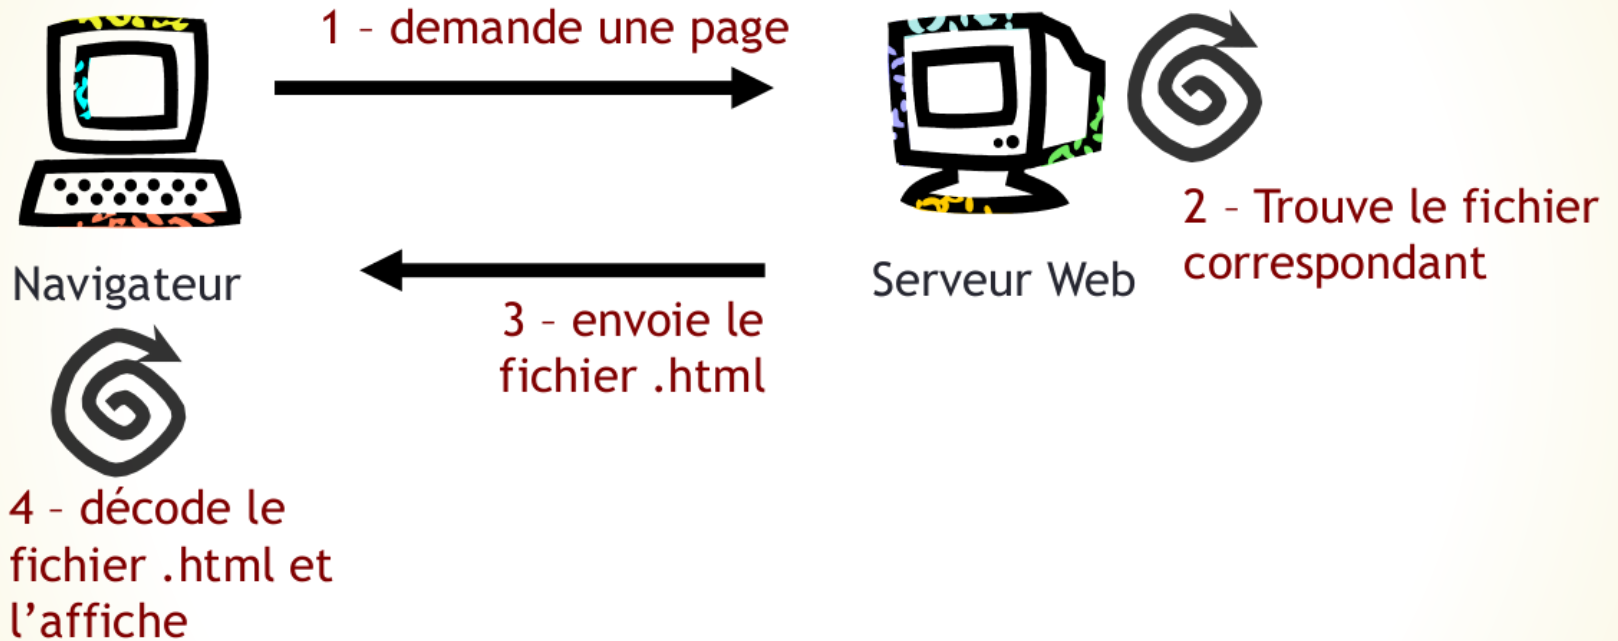 1 – demande une page
Navigateur
Serveur Web
2 – Trouve le fichier
correspondant
3 – envoie le
fichier .html
4 – décode le
fichier .html et
l’affiche